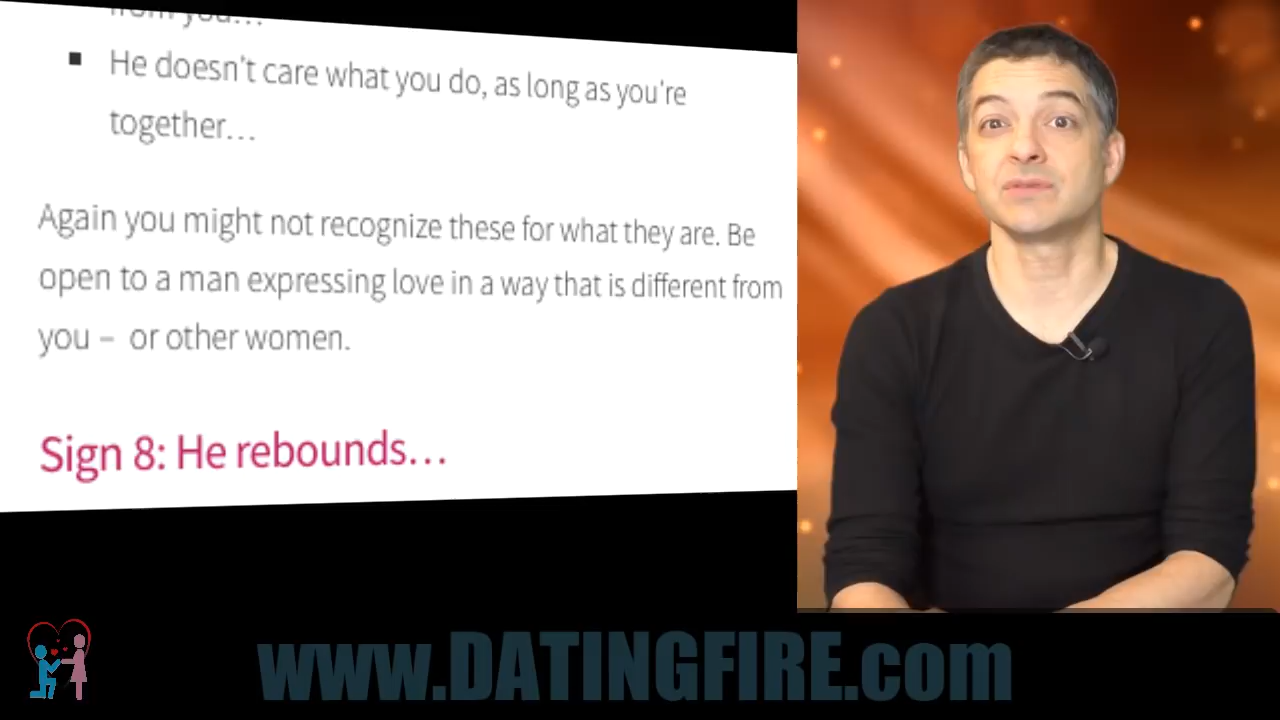 from you…
▪ He doesn't care what you do, as long as you're
together…
Again you might not recognize these for what they are. Be
open to a man expressing love in a way that is different from
you – or other women.
Sign 8: He rebounds…
www.DATINGFIRE.com